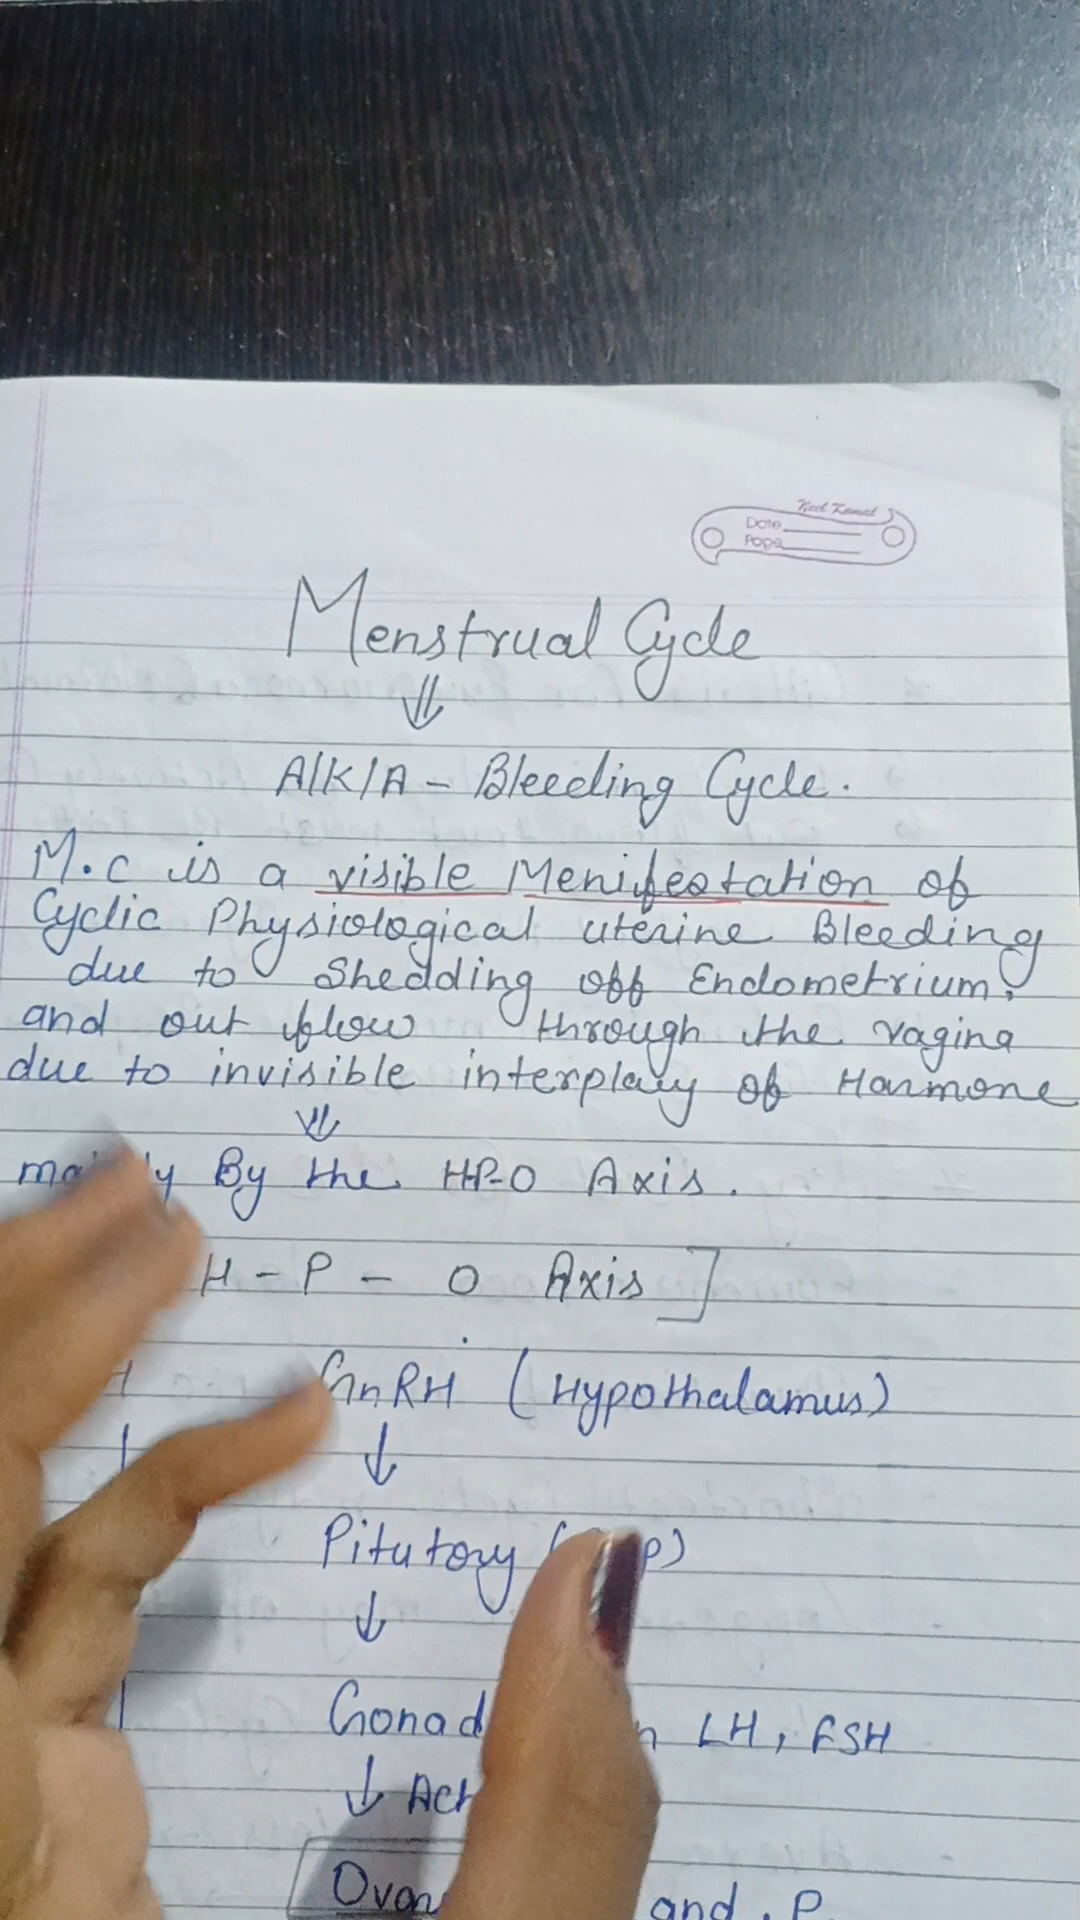 Date
Page
Menstrual Cycle
A/K/A - Bleeding Cycle.
M.C is a visible Menifestation of
Cyclic Physiological uterine Bleeding
due to Shedding off Endometrium,
and out flow through the vagina
due to invisible interplay of Harmone
By the HP-O Axis.
H - P - O Axis]
GnRH (Hypothalamus)
Pitutory
LH, FSH
and P